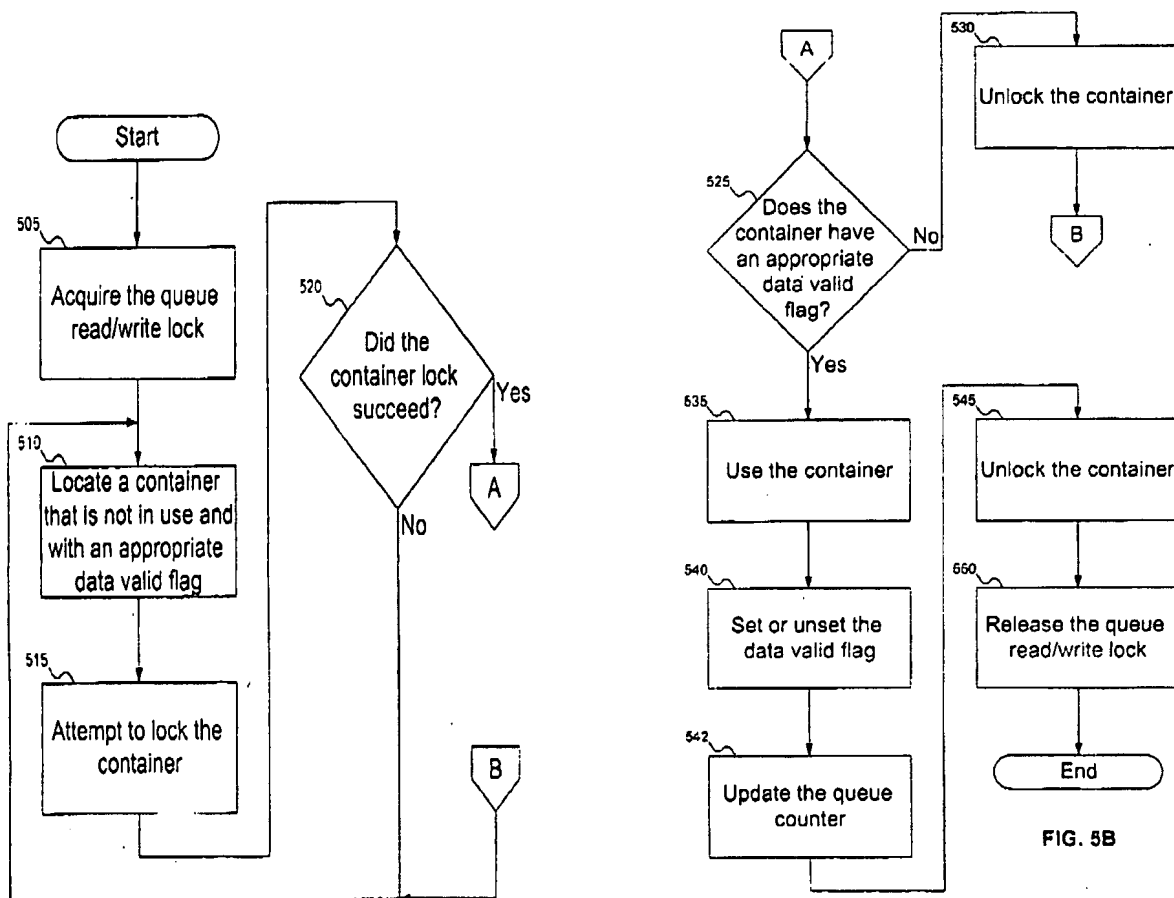 Start
505
Acquire the queue
read/write lock
510
Locate a container
that is not in use and
with an appropriate
data valid flag
515
Attempt to lock the
container
520
Did the
container lock
succeed?
Yes
A
No
B
A
525
Does the
container have
an appropriate
data valid
flag?
No
530
Unlock the container
B
Yes
535
Use the container
540
Set or unset the
data valid flag
542
Update the queue
counter
545
Unlock the container
550
Release the queue
read/write lock
End
FIG. 5B